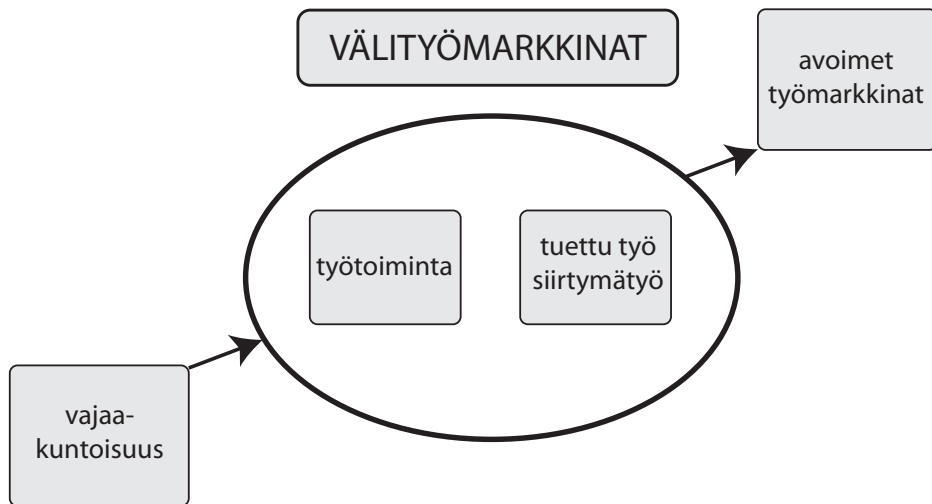 VÄLITYÖMARKKINAT
avoimet
työmarkkinat
työtoiminta
tuettu työ
siirtymätyö
vajaa-
kuntoisuus